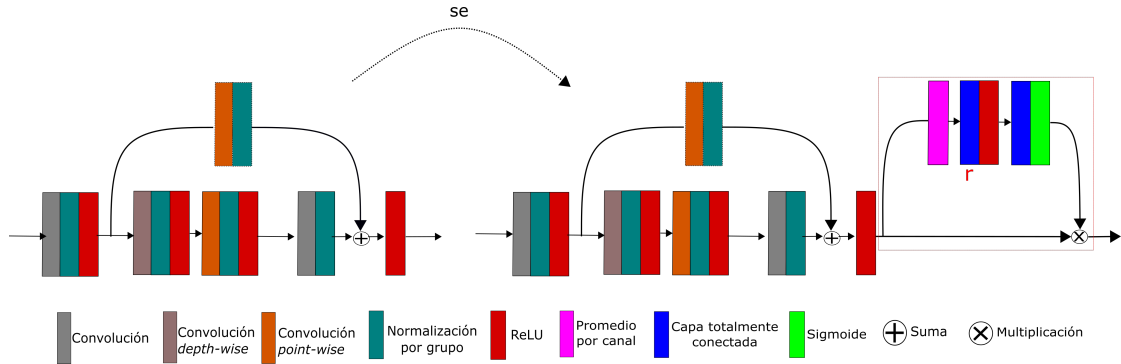 se
r
Convolución
Convolución
depth-wise
Convolución
point-wise
Normalización
por grupo
ReLU
Promedio
por canal
Capa totalmente
conectada
Sigmoide
Suma
Multiplicación